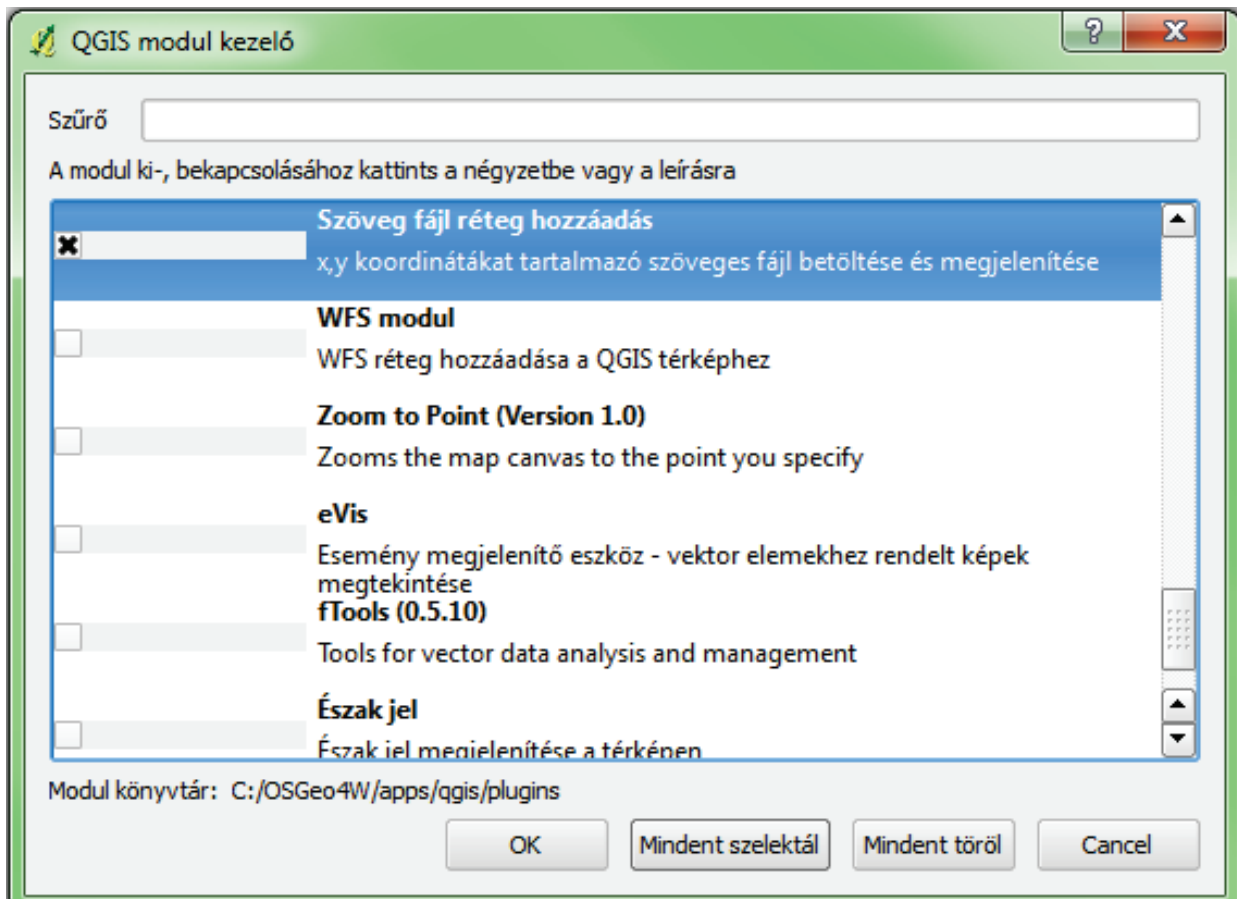 QGIS modul kezelő
Szűrő
A modul ki-, bekapcsolásához kattints a négyzetbe vagy a leírásra
Szöveg fájl réteg hozzáadás
x,y koordinátákat tartalmazó szöveges fájl betöltése és megjelenítése
WFS modul
WFS réteg hozzáadása a QGIS térképhez
Zoom to Point (Version 1.0)
Zooms the map canvas to the point you specify
eVis
Esemény megjelenítő eszköz - vektor elemekhez rendelt képek
megtekintése
fTools (0.5.10)
Tools for vector data analysis and management
Észak jel
Észak jel megjelenítése a térképen
Modul könyvtár: C:/OSGeo4W/apps/qgis/plugins
OK
Mindent szelektál
Mindent töröl
Cancel